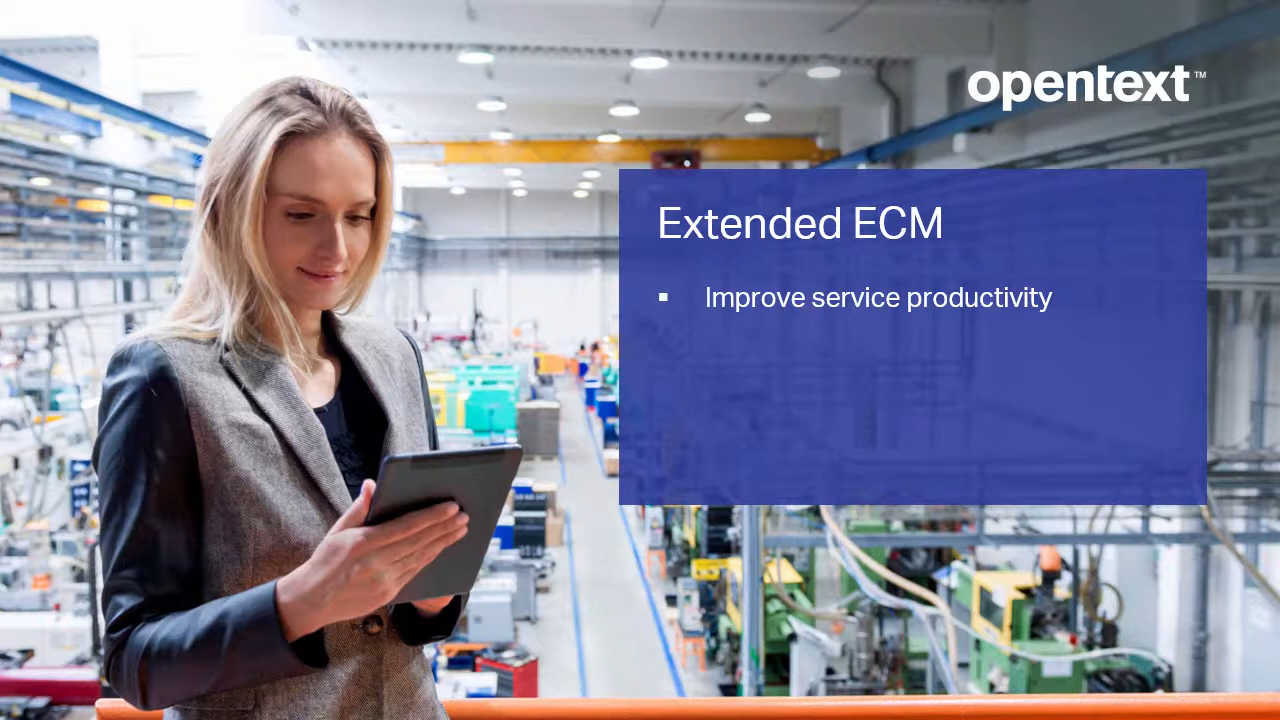 opentext™
Extended ECM
▪ Improve service productivity